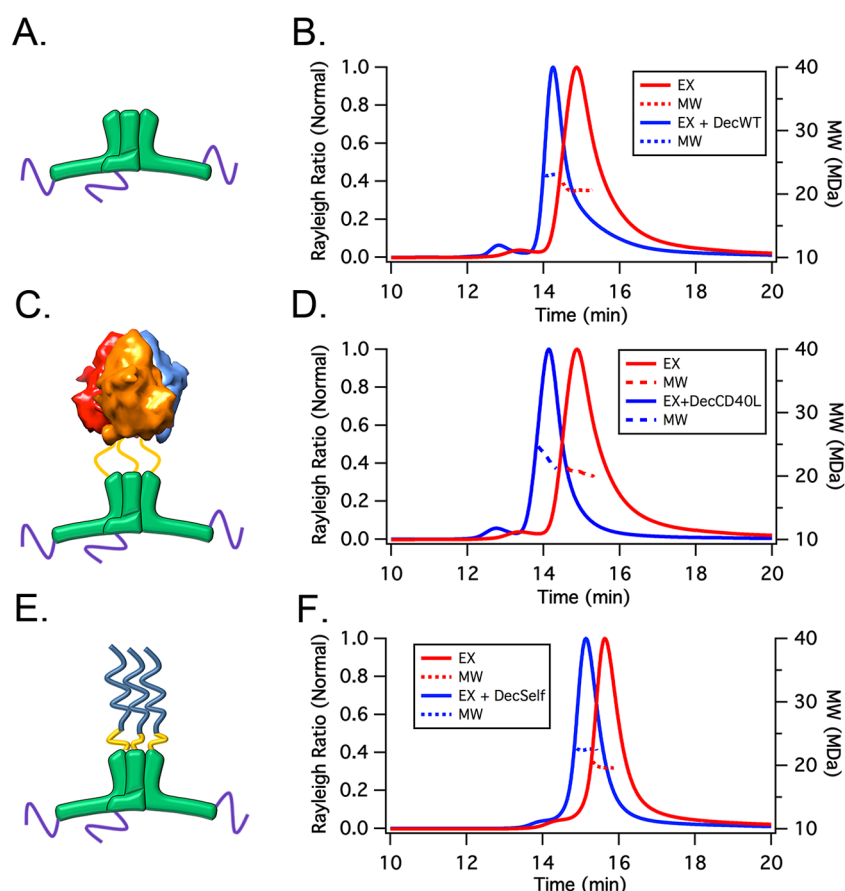 A.
B.
Rayleigh Ratio (Normal)
1.0
0.8
0.6
0.4
0.2
0.0
EX
MW
EX + DecWT
MW
40
30
20
10
MW (MDa)
10 12 14 16 18 20
Time (min)
C.
D.
Rayleigh Ratio (Normal)
1.0
0.8
0.6
0.4
0.2
0.0
EX
MW
EX+DecCD40L
MW
40
30
20
10
MW (MDa)
10 12 14 16 18 20
Time (min)
E.
F.
Rayleigh Ratio (Normal)
1.0
0.8
0.6
0.4
0.2
0.0
EX
MW
EX + DecSelf
MW
40
30
20
10
MW (MDa)
10 12 14 16 18 20
Time (min)